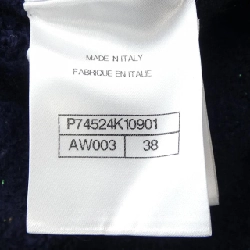 MADE IN ITALY
FABRIQUE EN ITALIE
P74524K10901
AW003 38